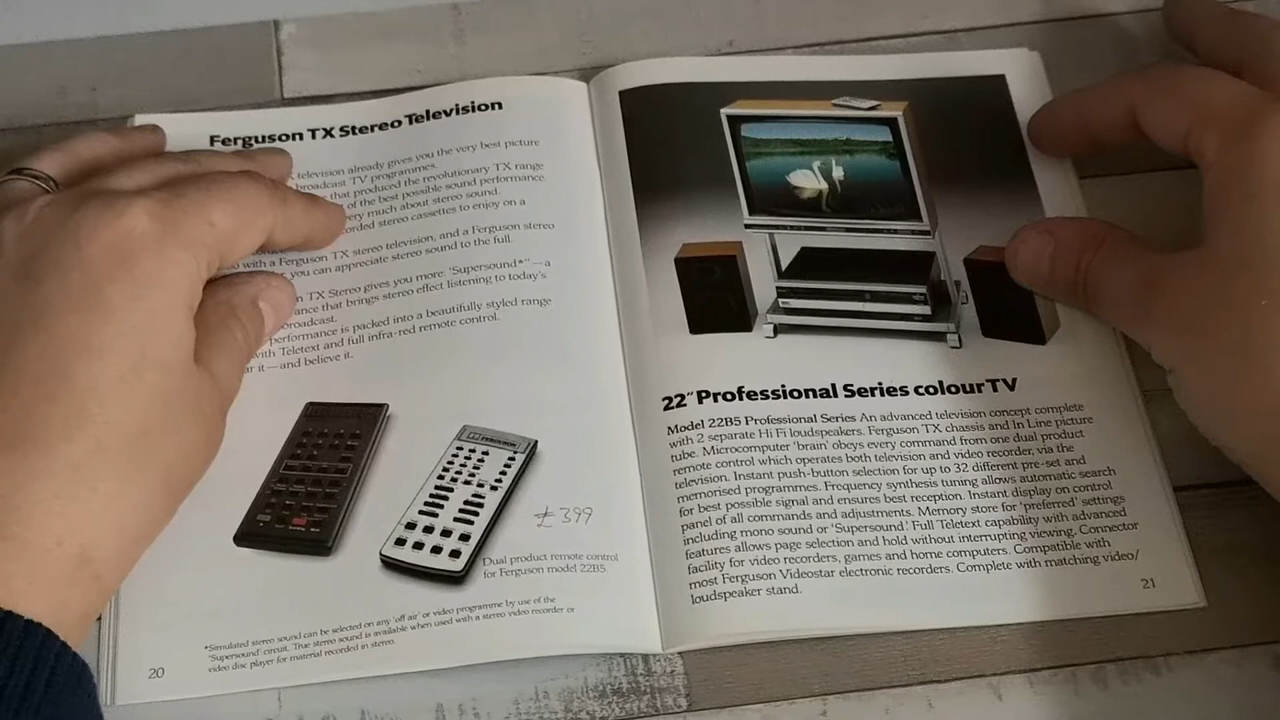 Ferguson TX Stereo Television
television already gives you the very best picture
broadcast TV programmes.
that produced the revolutionary TX range
of the best possible sound performance.
very much about stereo sound.
orded stereo cassettes to enjoy on a
with a Ferguson TX stereo television, and a Ferguson stereo
you can appreciate stereo sound to the full.
n TX Stereo gives you more. 'Supersound*'—a
ance that brings stereo effect listening to today's
broadcast.
performance is packed into a beautifully styled range
with Teletext and full infra-red remote control.
ar it—and believe it.
FERGUSON
£399
Dual product remote control
for Ferguson model 22B5
*Simulated stereo sound can be selected on any 'off air' or video programme by use of the
'Supersound' circuit. True stereo sound is available when used with a stereo video recorder or
video disc player for material recorded in stereo.
20
22" Professional Series colour TV
Model 22B5 Professional Series An advanced television concept complete
with 2 separate Hi Fi loudspeakers. Ferguson TX chassis and In Line picture
tube. Microcomputer 'brain' obeys every command from one dual product
remote control which operates both television and video recorder, via the
television. Instant push-button selection for up to 32 different pre-set and
memorised programmes. Frequency synthesis tuning allows automatic search
for best possible signal and ensures best reception. Instant display on control
panel of all commands and adjustments. Memory store for 'preferred' settings
including mono sound or 'Supersound'. Full Teletext capability with advanced
features allows page selection and hold without interrupting viewing. Connector
facility for video recorders, games and home computers. Compatible with
most Ferguson Videostar electronic recorders. Complete with matching video/
loudspeaker stand.
21